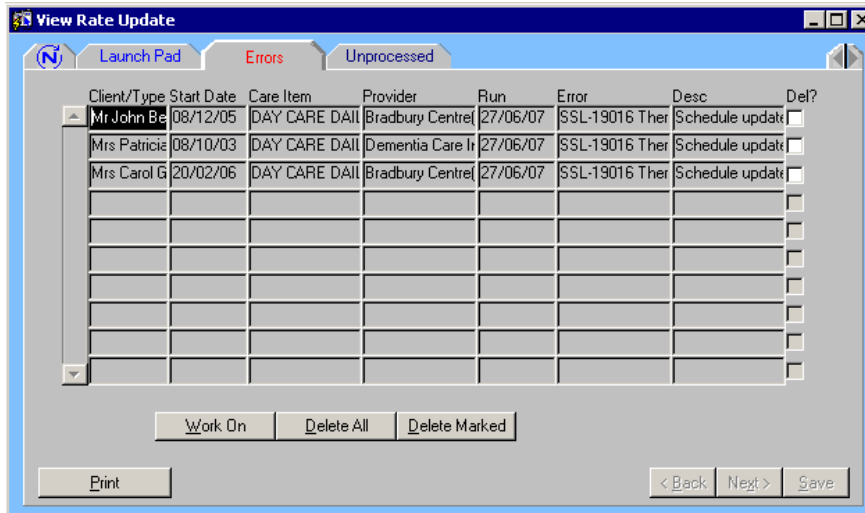 View Rate Update
N Launch Pad Errors Unprocessed
Client/Type Start Date Care Item Provider Run Error Desc Del?
Mr John Be 08/12/05 DAY CARE DAIL Bradbury Centre( 27/06/07 SSL-19016 Ther Schedule update
Mrs Patricia 08/10/03 DAY CARE DAIL Dementia Care Ir 27/06/07 SSL-19016 Ther Schedule update
Mrs Carol G 20/02/06 DAY CARE DAIL Bradbury Centre( 27/06/07 SSL-19016 Ther Schedule update
Work On Delete All Delete Marked
Print < Back Next > Save